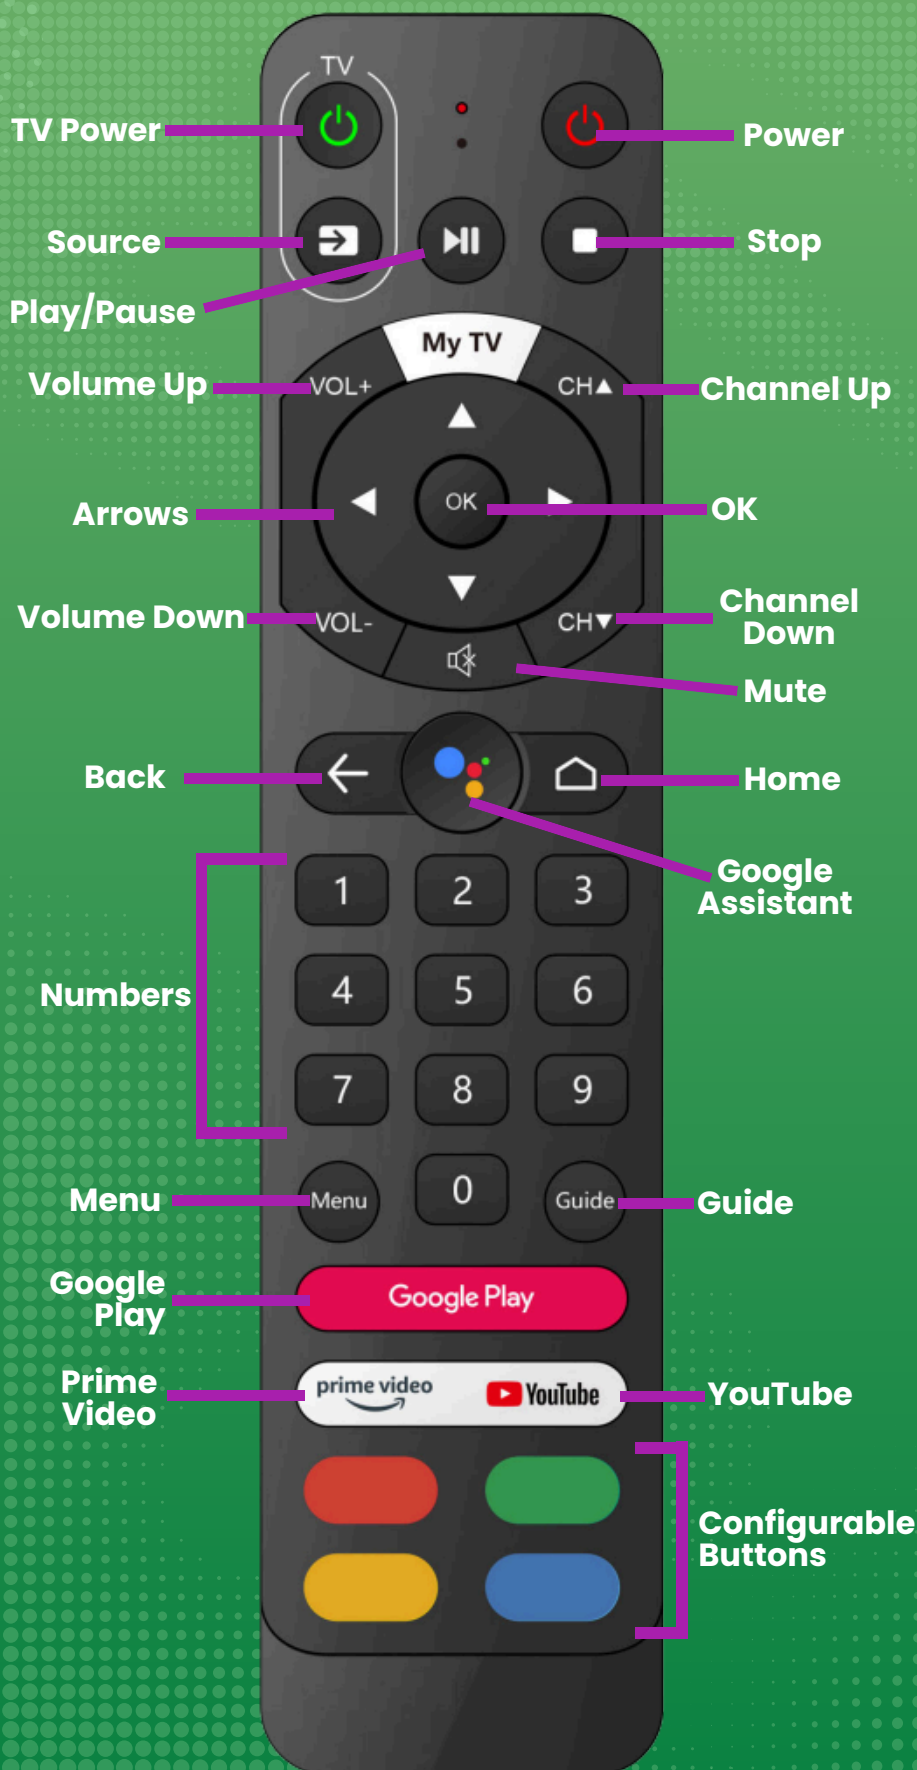 TV
TV Power
Power
Source
Stop
Play/Pause
My TV
Volume Up
VOL+
CH▲
Channel Up
Arrows
OK
OK
Volume Down
VOL-
CH▼
Channel
Down
Mute
Back
Home
Google
Assistant
1 2 3
Numbers
4 5 6
7 8 9
Menu
Menu
0
Guide
Guide
Google
Play
Google Play
Prime
Video
prime video
YouTube
YouTube
Configurable
Buttons